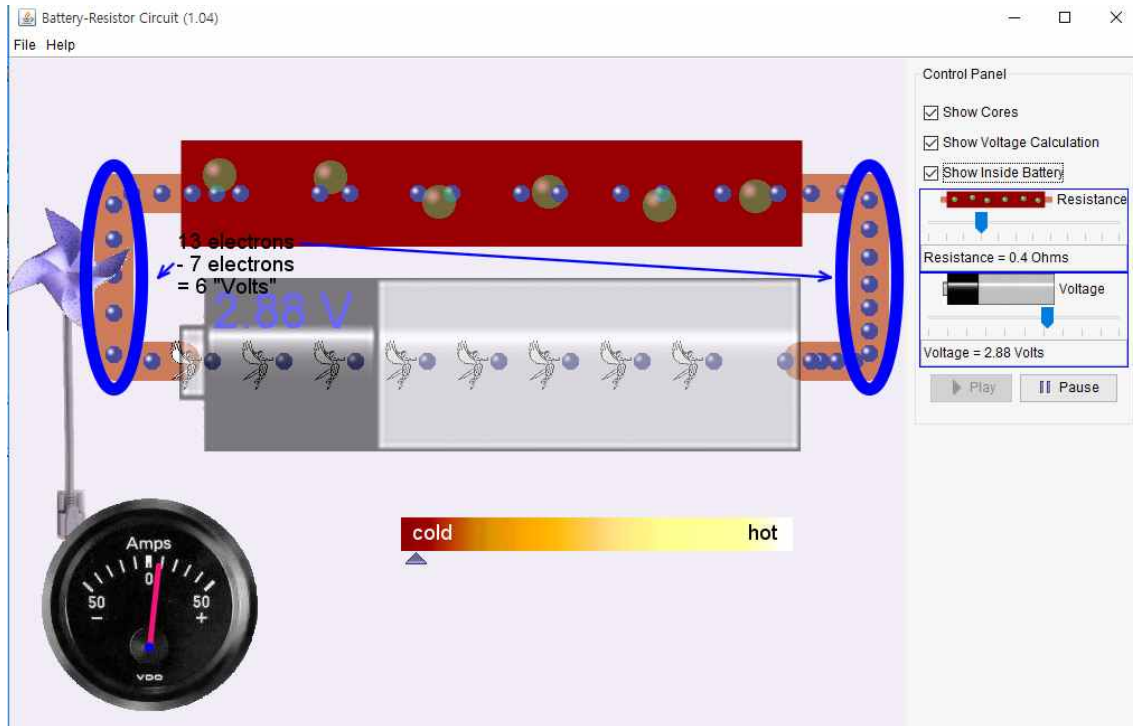 Battery-Resistor Circuit (1.04)
File Help
Control Panel
Show Cores
Show Voltage Calculation
Show Inside Battery
Resistance
Resistance = 0.4 Ohms
Voltage
Voltage = 2.88 Volts
Play
Pause
13 electrons
- 7 electrons
= 6 "Volts"
2.88 V
cold hot
Amps
0
50 50
- +
VDO